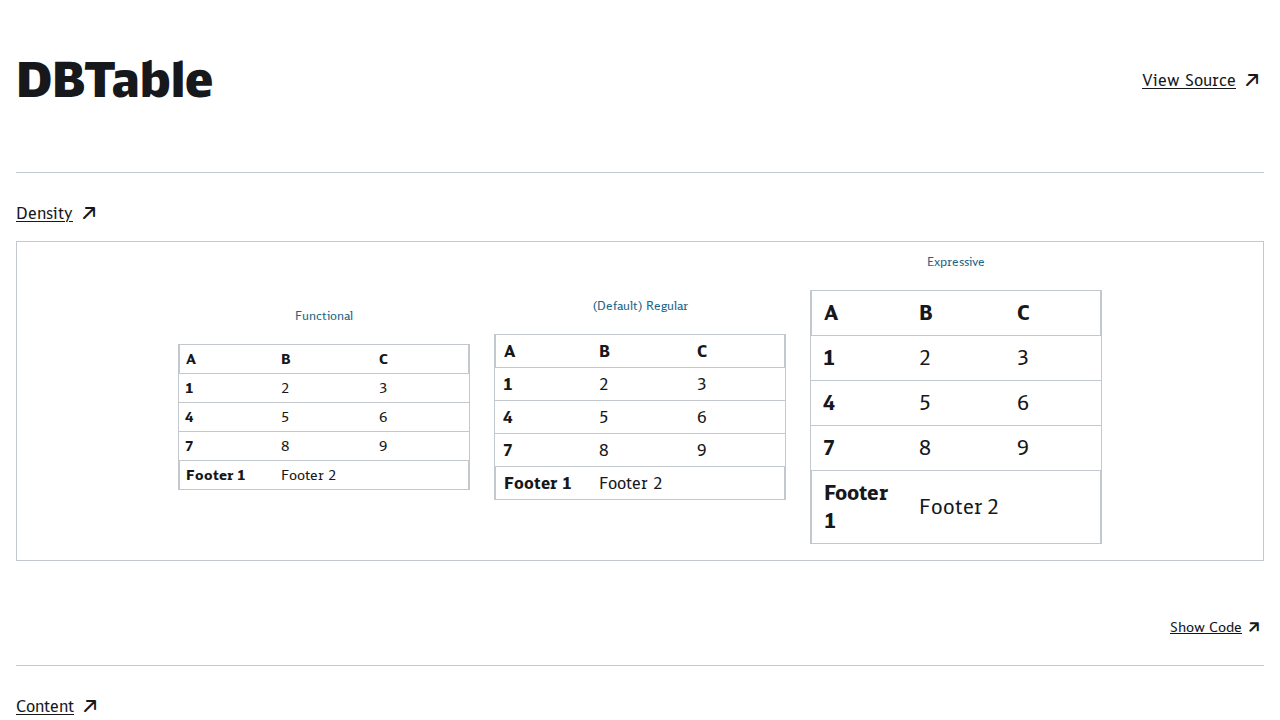 DBTable
View Source
Density
Functional
A B C
1 2 3
4 5 6
7 8 9
Footer 1 Footer 2
(Default) Regular
A B C
1 2 3
4 5 6
7 8 9
Footer 1 Footer 2
Expressive
A B C
1 2 3
4 5 6
7 8 9
Footer
1 Footer 2
Show Code
Content